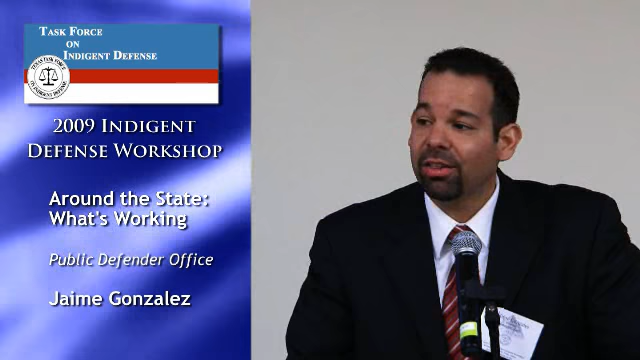 TASK FORCE
ON
INDIGENT DEFENSE
2009 INDIGENT
DEFENSE WORKSHOP
Around the State:
What's Working
Public Defender Office
Jaime Gonzalez